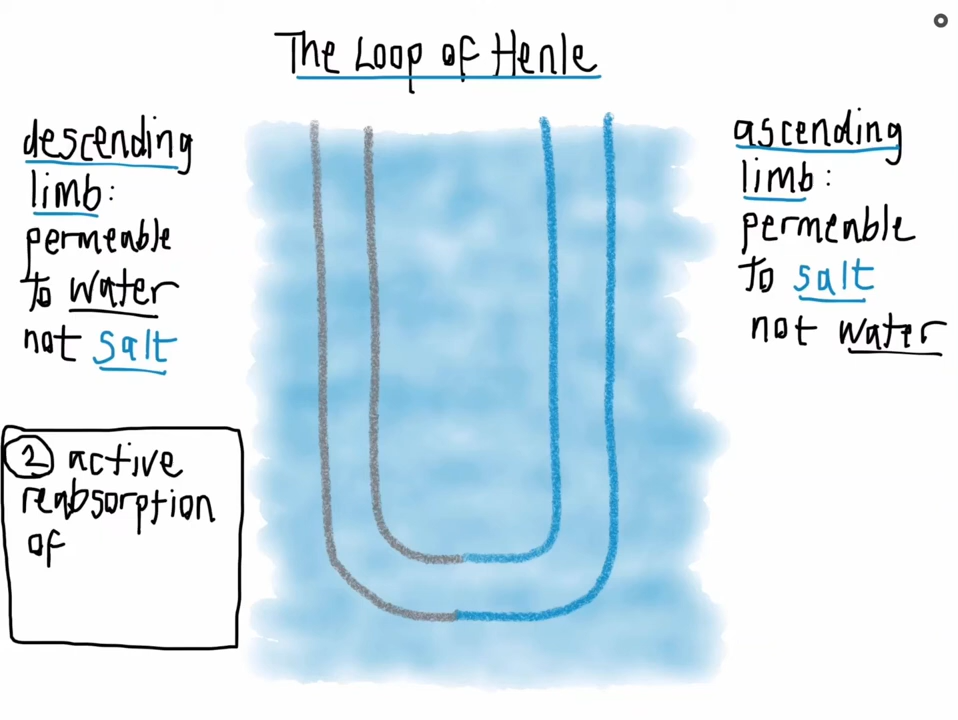 The Loop of Henle
descending
limb:
permeable
to water
not salt
ascending
limb:
permeable
to salt
not water
2 active
reabsorption
of